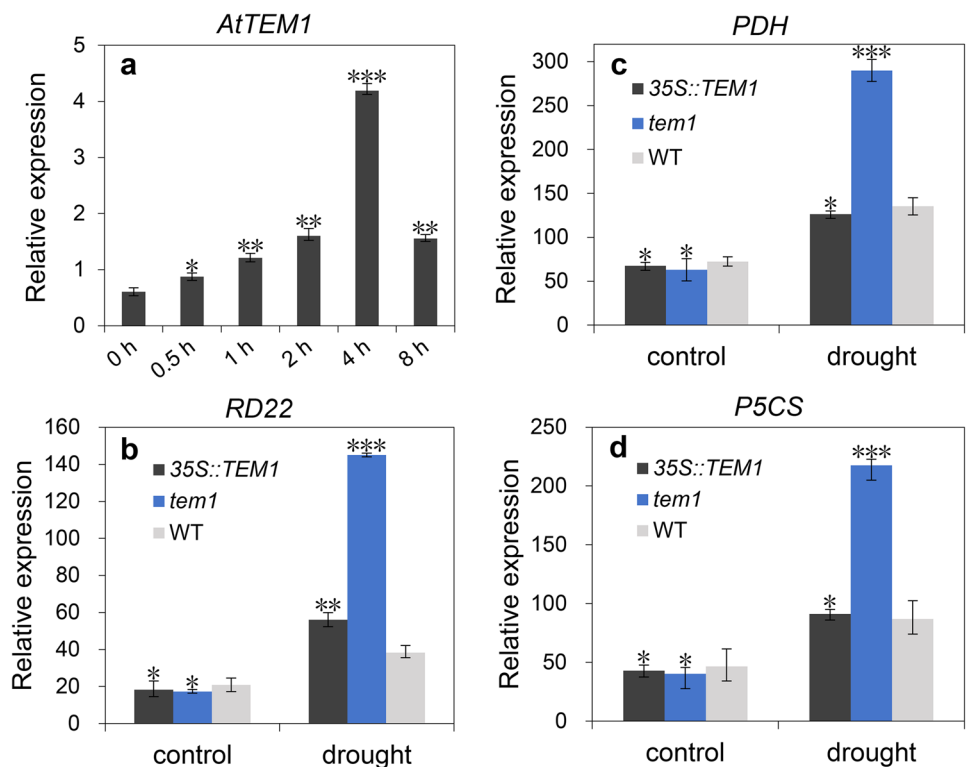 AtTEM1
a
Relative expression
5
4
3
2
1
0
*
**
**
***
**
0 h
0.5 h
1 h
2 h
4 h
8 h
PDH
c
Relative expression
300
250
200
150
100
50
0
35S::TEM1
tem1
WT
*
*
*
***
control
drought
RD22
b
Relative expression
160
140
120
100
80
60
40
20
0
35S::TEM1
tem1
WT
*
*
**
***
control
drought
P5CS
d
Relative expression
250
200
150
100
50
0
35S::TEM1
tem1
WT
*
*
*
***
control
drought